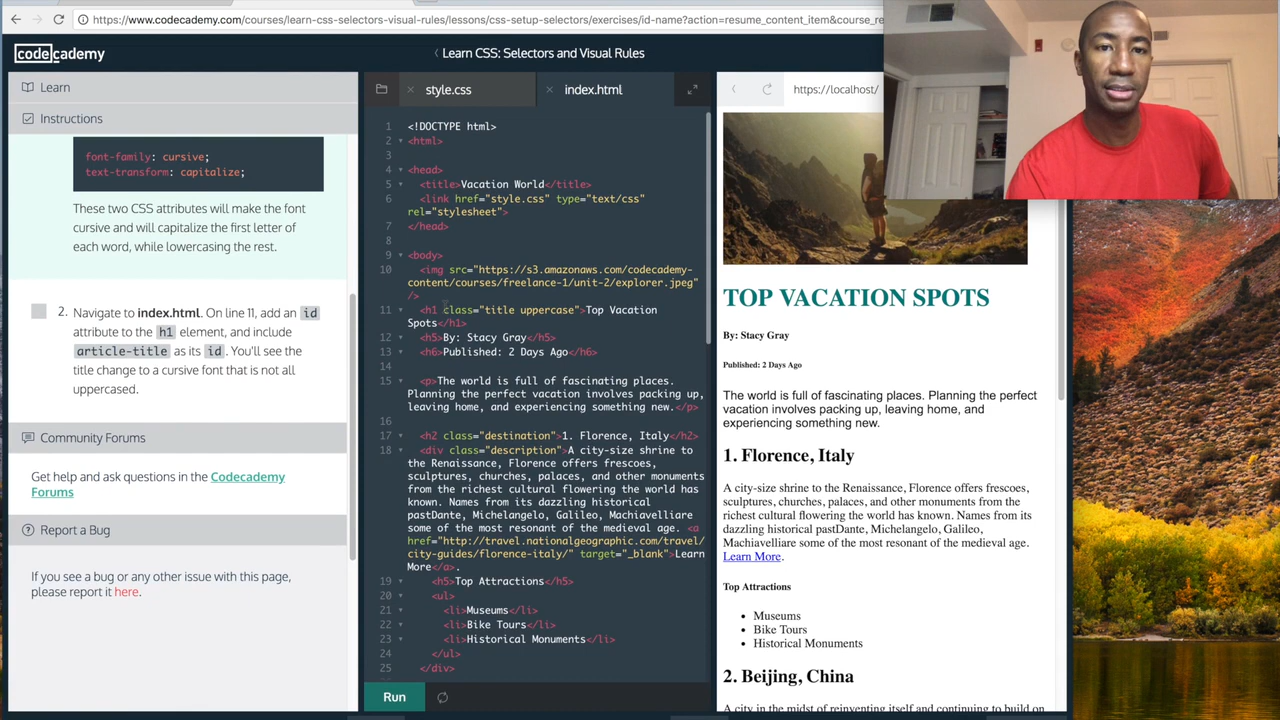 https://www.codecademy.com/courses/learn-css-selectors-visual-rules/lessons/css-setup-selectors/exercises/id-name?action=resume_content_item&course_re
codecademy
Learn CSS: Selectors and Visual Rules
Learn
Instructions
font-family: cursive;
text-transform: capitalize;
These two CSS attributes will make the font
cursive and will capitalize the first letter of
each word, while lowercasing the rest.
2. Navigate to index.html. On line 11, add an id
attribute to the h1 element, and include
article-title as its id. You'll see the
title change to a cursive font that is not all
uppercased.
Community Forums
Get help and ask questions in the Codecademy
Forums
Report a Bug
If you see a bug or any other issue with this page,
please report it here.
style.css
index.html
1 <!DOCTYPE html>
2 <html>
3
4 <head>
5 <title>Vacation World</title>
6 <link href="style.css" type="text/css"
rel="stylesheet">
7 </head>
8
9 <body>
10 <img src="https://s3.amazonaws.com/codecademy-
content/courses/freelance-1/unit-2/explorer.jpeg"
/>
11 <h1 class="title uppercase">Top Vacation
Spots</h1>
12 <h5>By: Stacy Gray</h5>
13 <h6>Published: 2 Days Ago</h6>
14
15 <p>The world is full of fascinating places.
Planning the perfect vacation involves packing up,
leaving home, and experiencing something new.</p>
16
17 <h2 class="destination">1. Florence, Italy</h2>
18 <div class="description">A city-size shrine to
the Renaissance, Florence offers frescoes,
sculptures, churches, palaces, and other monuments
from the richest cultural flowering the world has
known. Names from its dazzling historical
pastDante, Michelangelo, Galileo, Machiavelliare
some of the most resonant of the medieval age. <a
href="http://travel.nationalgeographic.com/travel/
city-guides/florence-italy/" target="_blank">Learn
More</a>.
19 <h5>Top Attractions</h5>
20 <ul>
21 <li>Museums</li>
22 <li>Bike Tours</li>
23 <li>Historical Monuments</li>
24 </ul>
25 </div>
Run
https://localhost/
TOP VACATION SPOTS
By: Stacy Gray
Published: 2 Days Ago
The world is full of fascinating places. Planning the perfect
vacation involves packing up, leaving home, and
experiencing something new.
1. Florence, Italy
A city-size shrine to the Renaissance, Florence offers frescoes,
sculptures, churches, palaces, and other monuments from the
richest cultural flowering the world has known. Names from its
dazzling historical pastDante, Michelangelo, Galileo,
Machiavelliare some of the most resonant of the medieval age.
Learn More.
Top Attractions
• Museums
• Bike Tours
• Historical Monuments
2. Beijing, China
A city in the midst of reinventing itself and continuing to build on